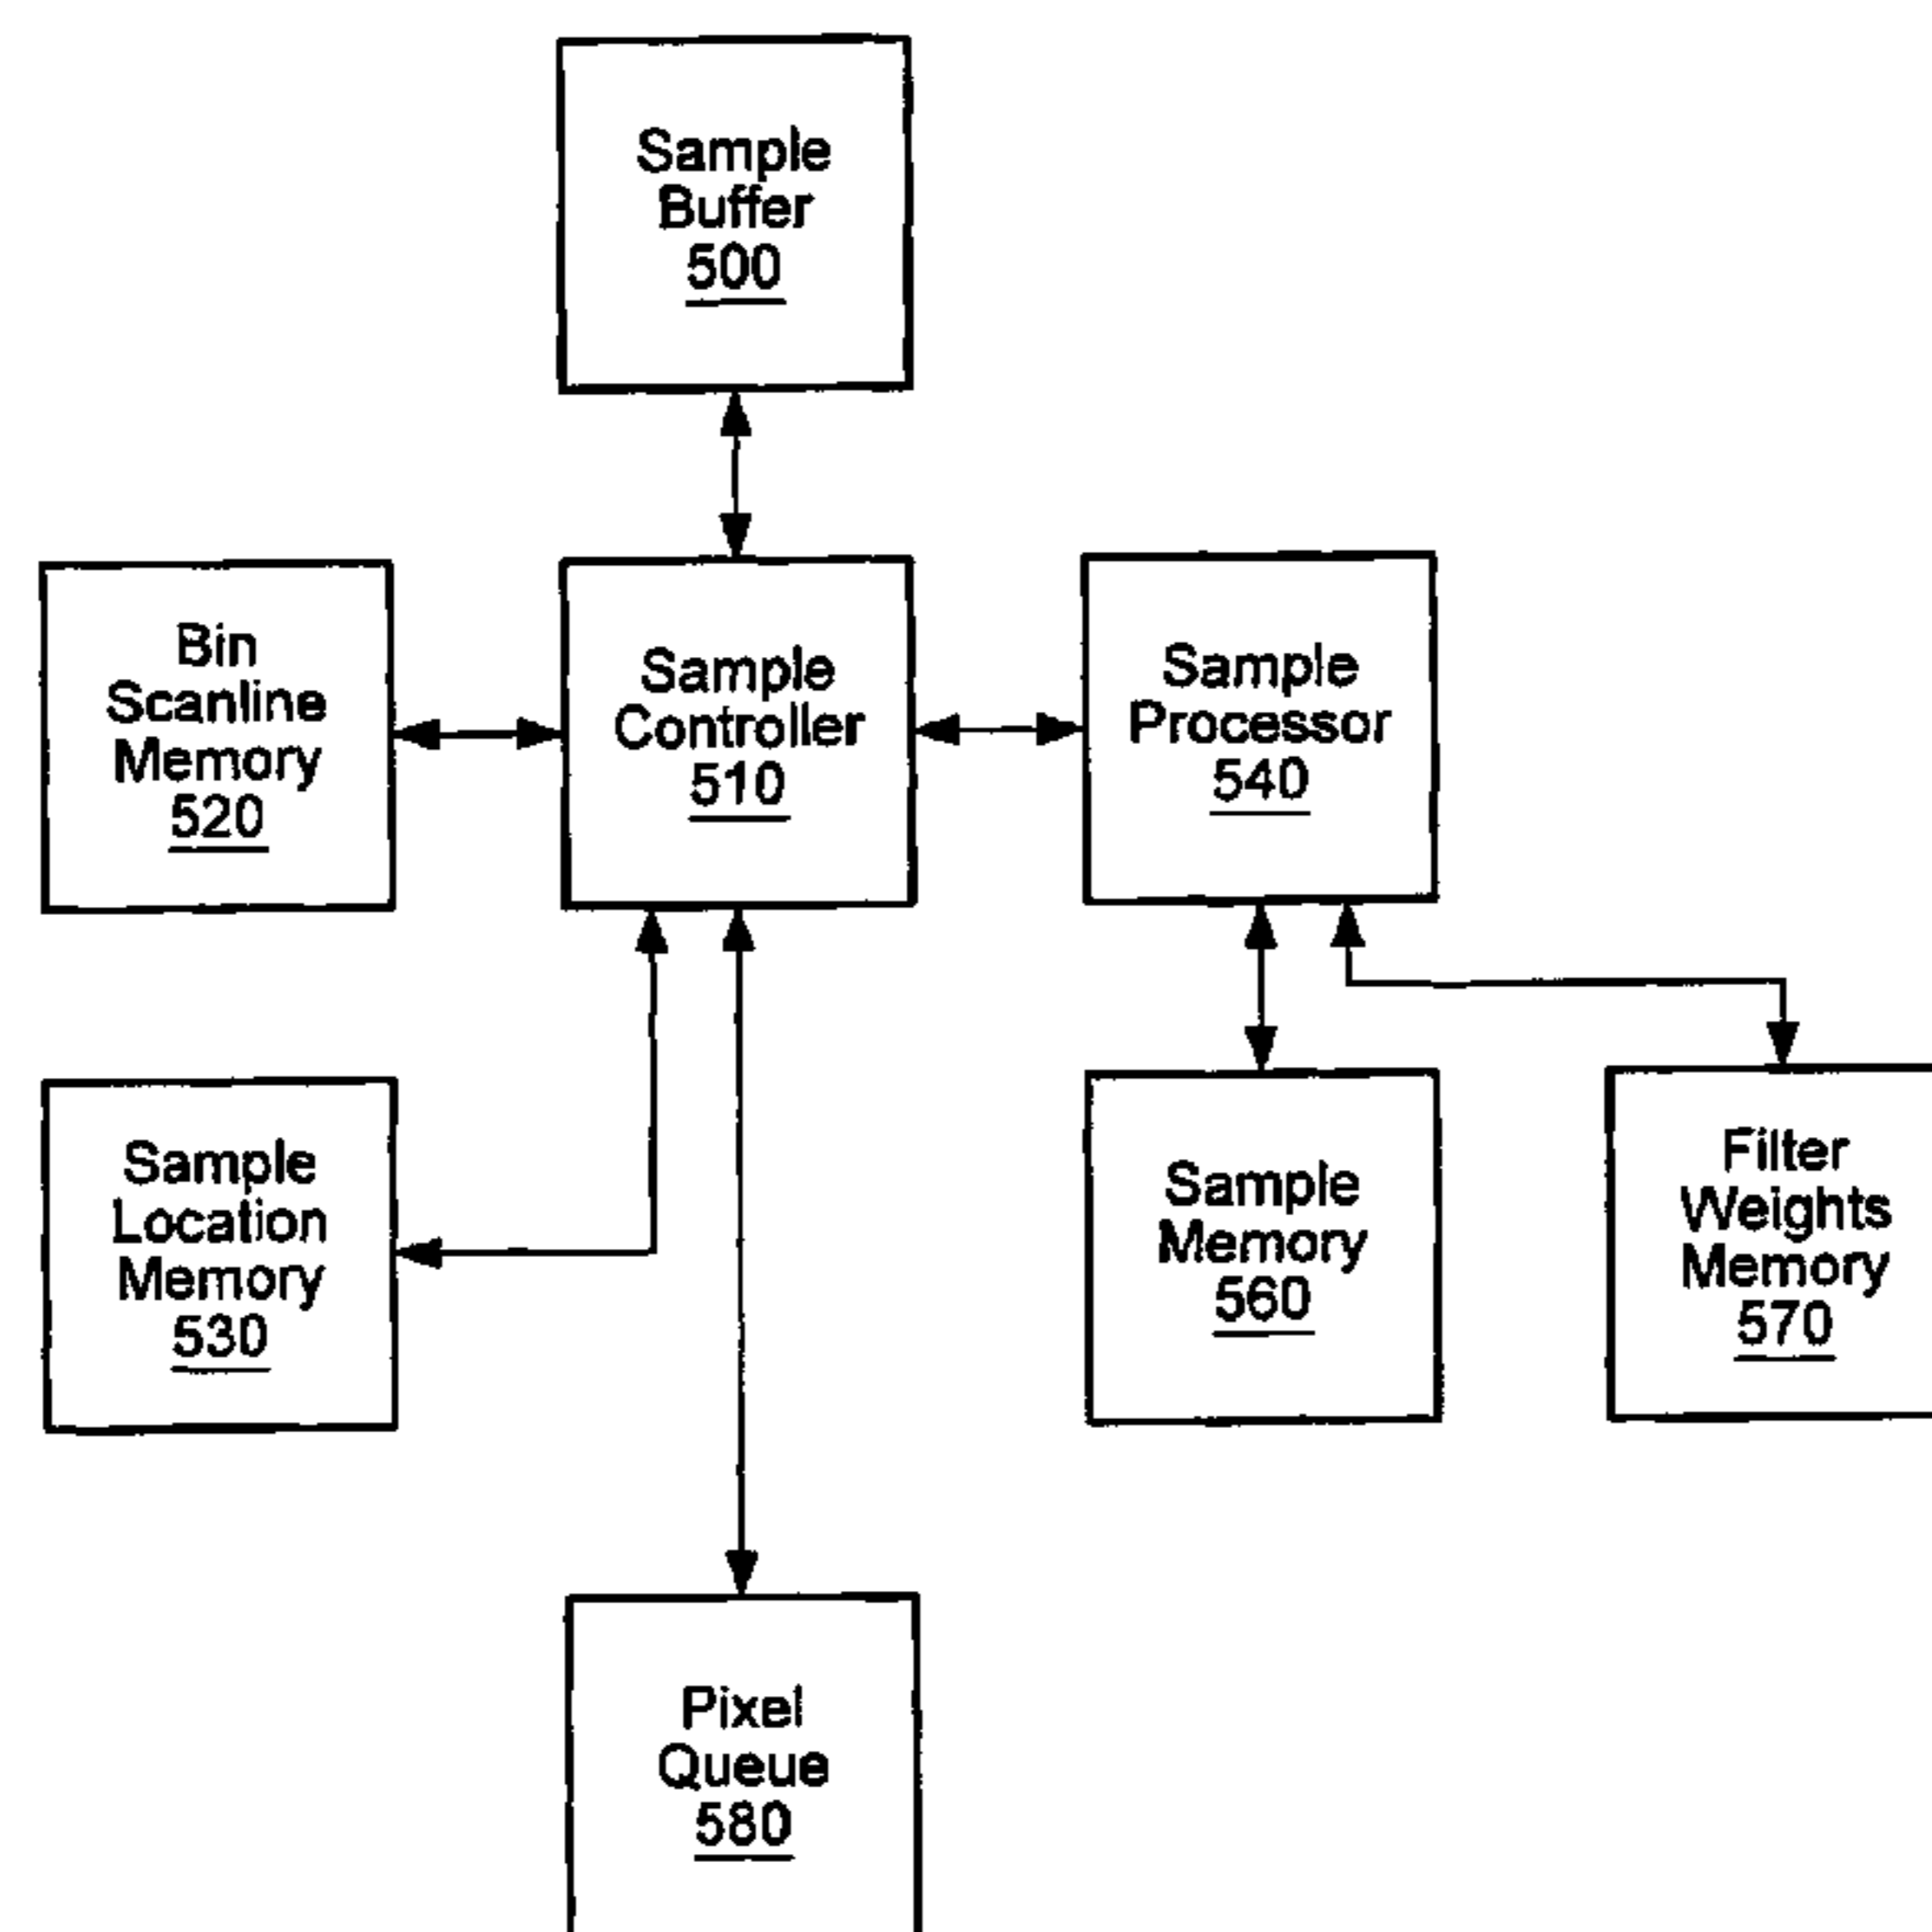 Sample
Buffer
500
Bin
Scanline
Memory
520
Sample
Controller
510
Sample
Processor
540
Sample
Location
Memory
530
Sample
Memory
560
Filter
Weights
Memory
570
Pixel
Queue
580